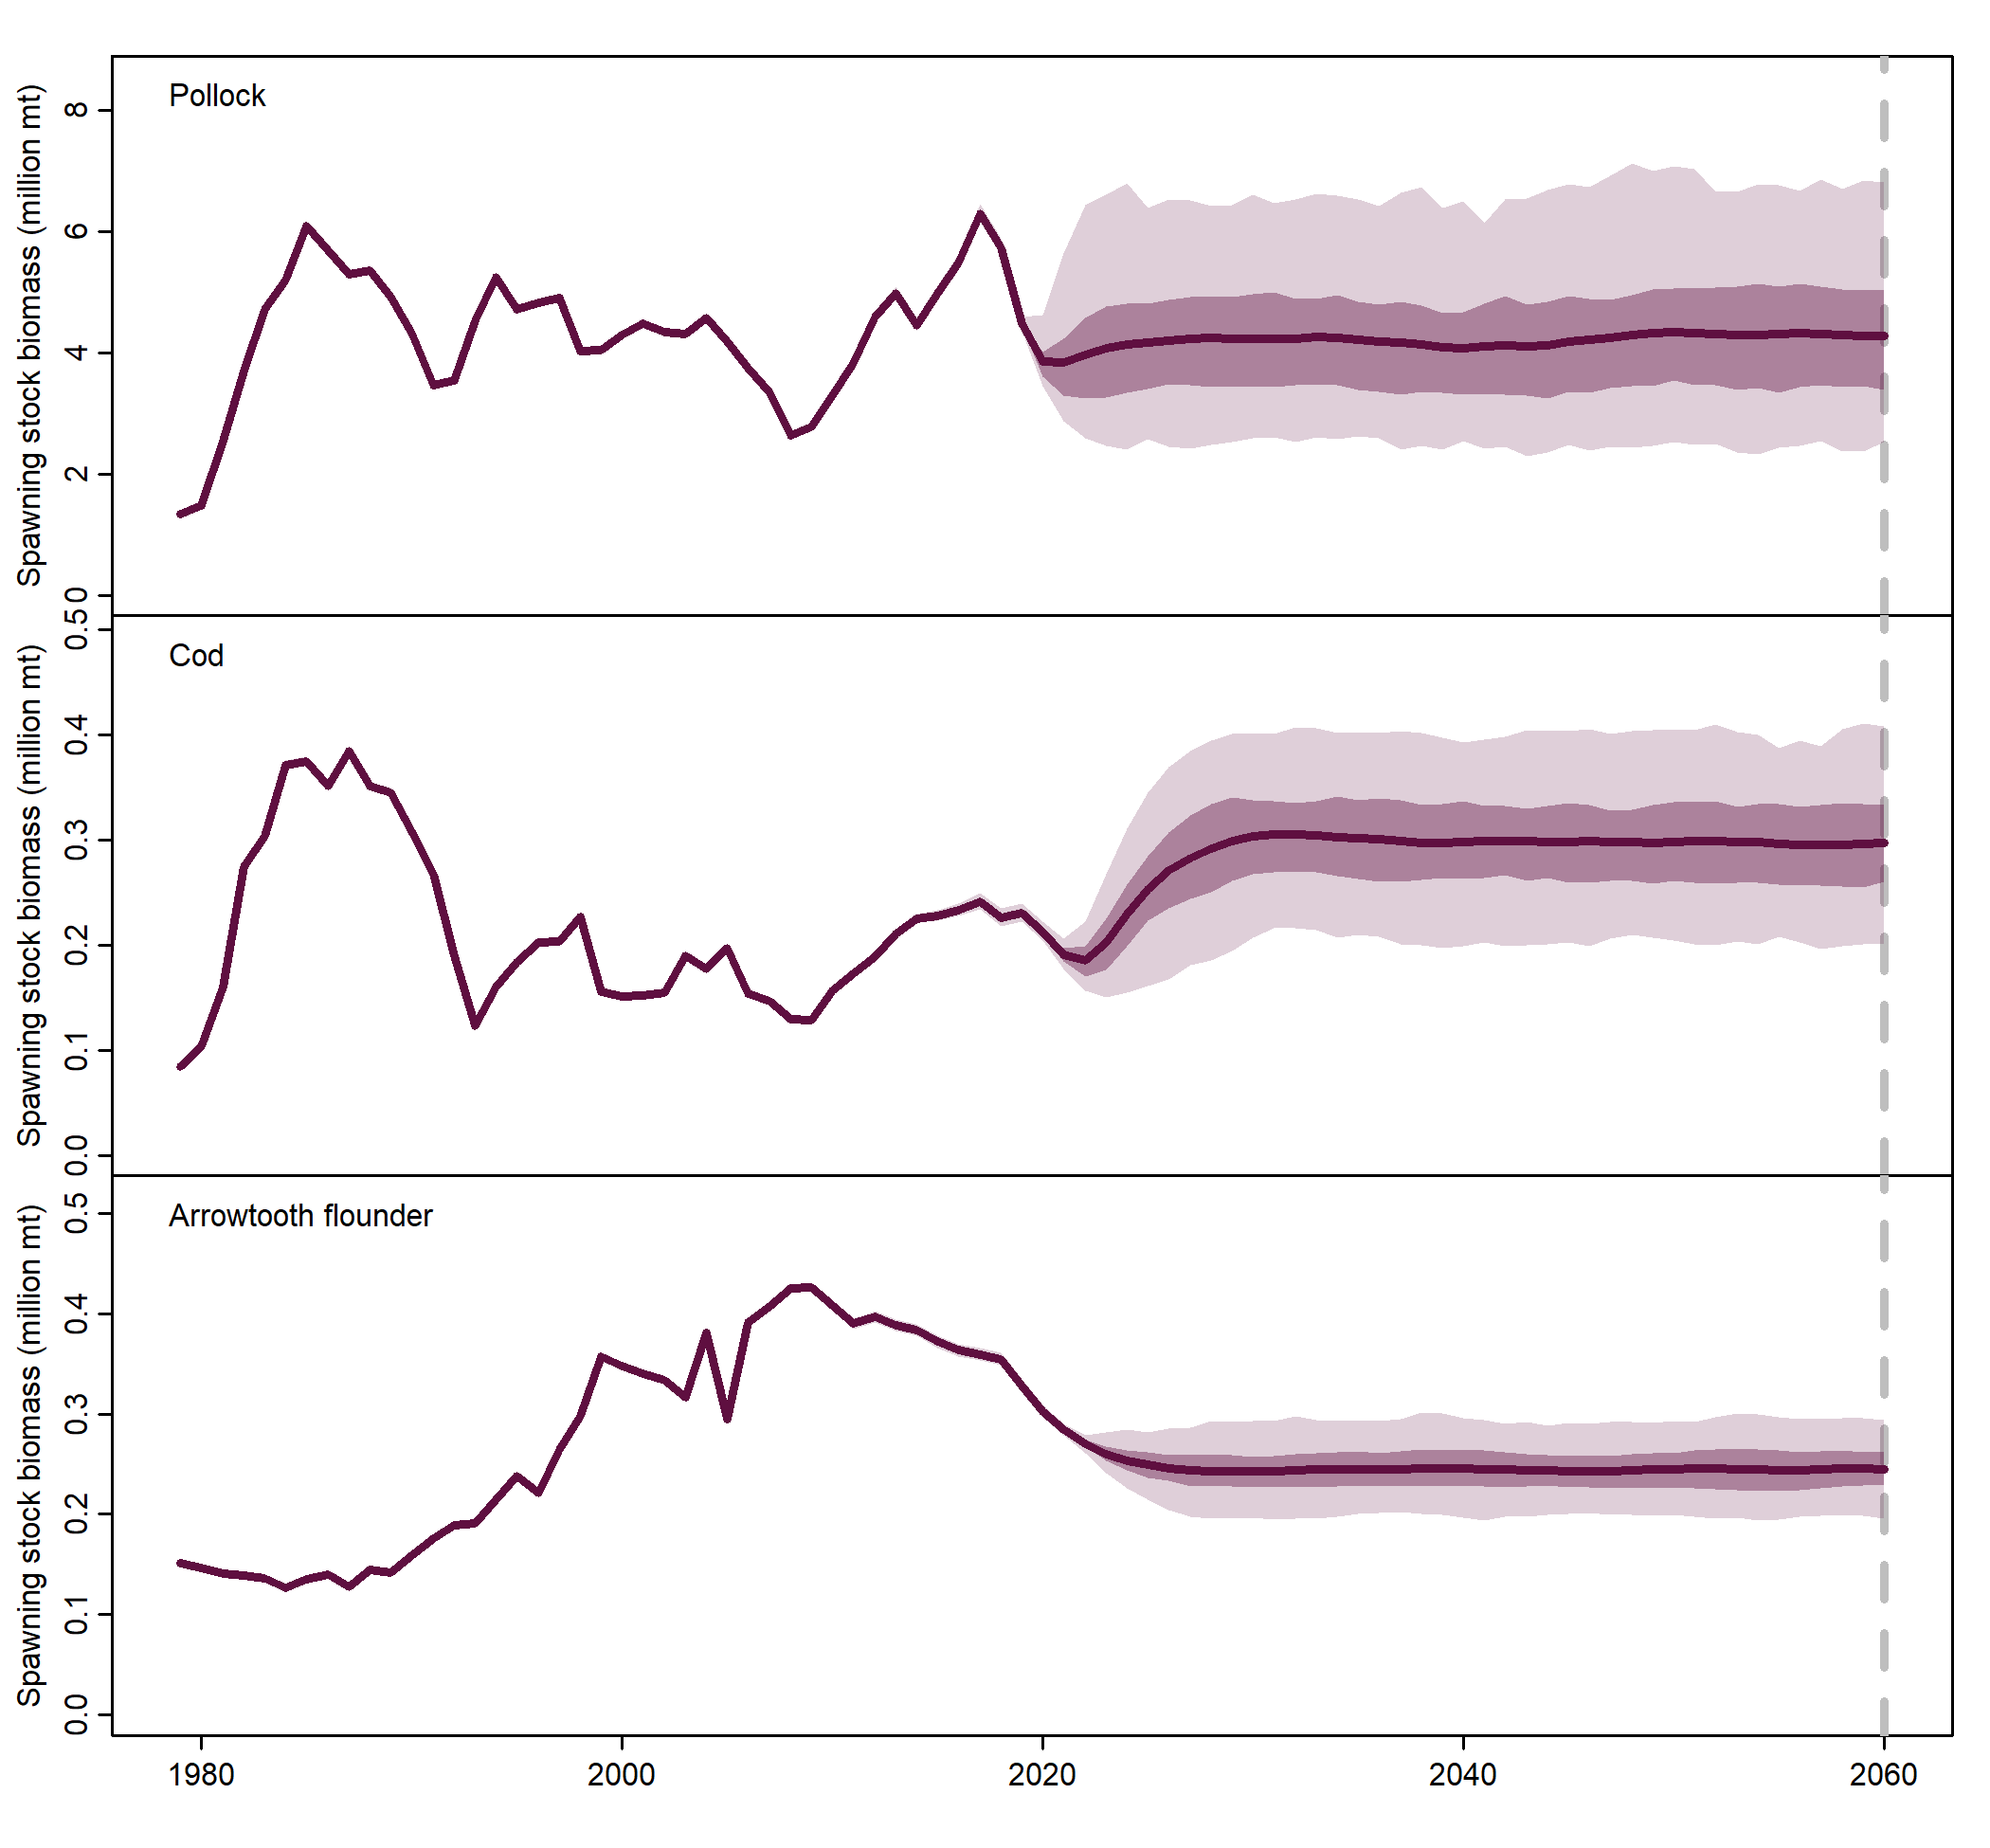 Pollock
Spawning stock biomass (million mt)
8
6
4
2
0
Cod
Spawning stock biomass (million mt)
0.5
0.4
0.3
0.2
0.1
0.0
Arrowtooth flounder
Spawning stock biomass (million mt)
0.5
0.4
0.3
0.2
0.1
0.0
1980 2000 2020 2040 2060